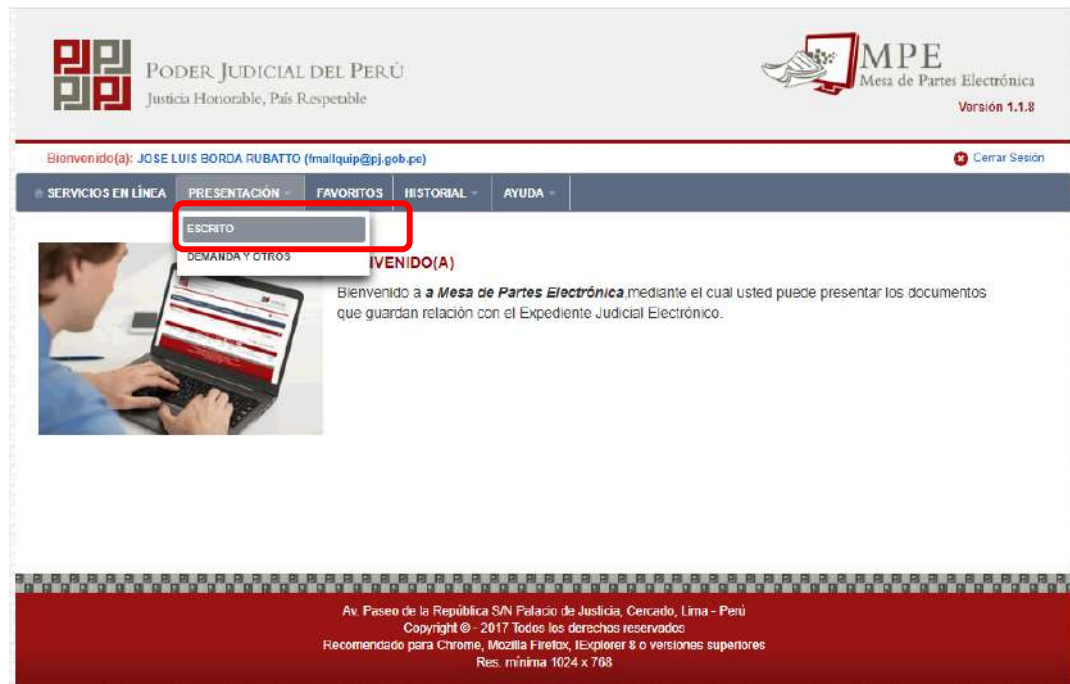 PODER JUDICIAL DEL PERÚ
Justicia Honorable, País Respetable
MPE
Mesa de Partes Electrónica
Versión 1.1.8
Bienvenido(a): JOSE LUIS BORDA RUBATTO (fmallquip@pj.gob.pe)
Cerrar Sesión
SERVICIOS EN LÍNEA PRESENTACIÓN FAVORITOS HISTORIAL AYUDA
ESCRITO
DEMANDA Y OTROS
NVENIDO(A)
Bienvenido a a Mesa de Partes Electrónica,mediante el cual usted puede presentar los documentos
que guardan relación con el Expediente Judicial Electrónico.
Av. Paseo de la República S/N Palacio de Justicia, Cercado, Lima - Perú
Copyright © - 2017 Todos los derechos reservados
Recomendado para Chrome, Mozilla Firefox, IExplorer 8 o versiones superiores
Res. mínima 1024 x 768